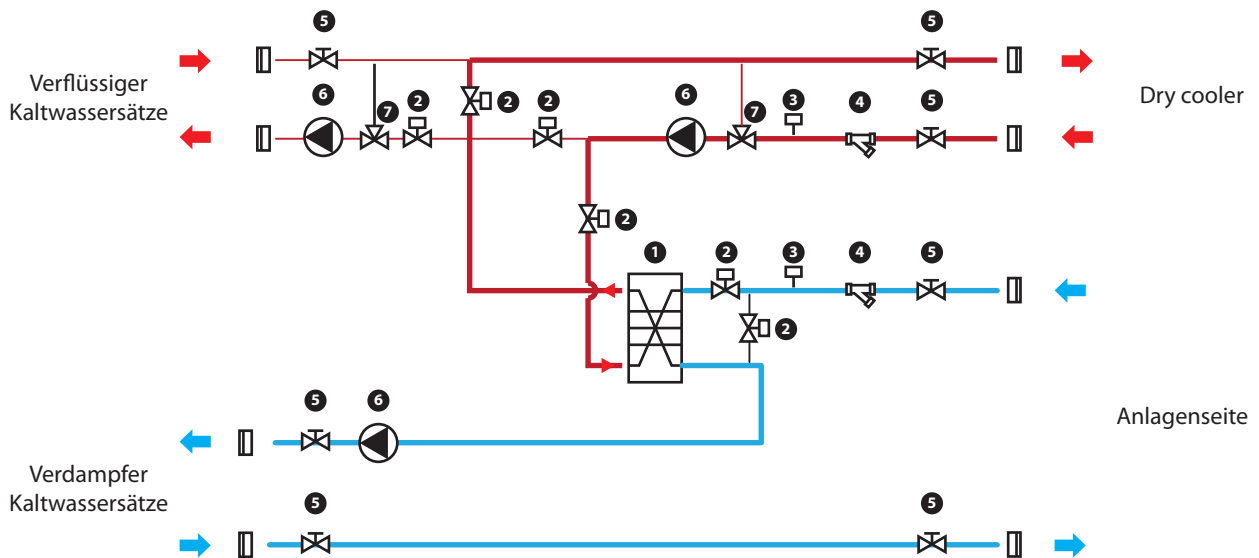 5 5
Verflüssiger
Kaltwassersätze
Dry cooler
6 7 2 2 2 6 7 3 4 5
2
1 2 3 4 5
2
5 6
Anlagenseite
Verdampfer
Kaltwassersätze
5 5